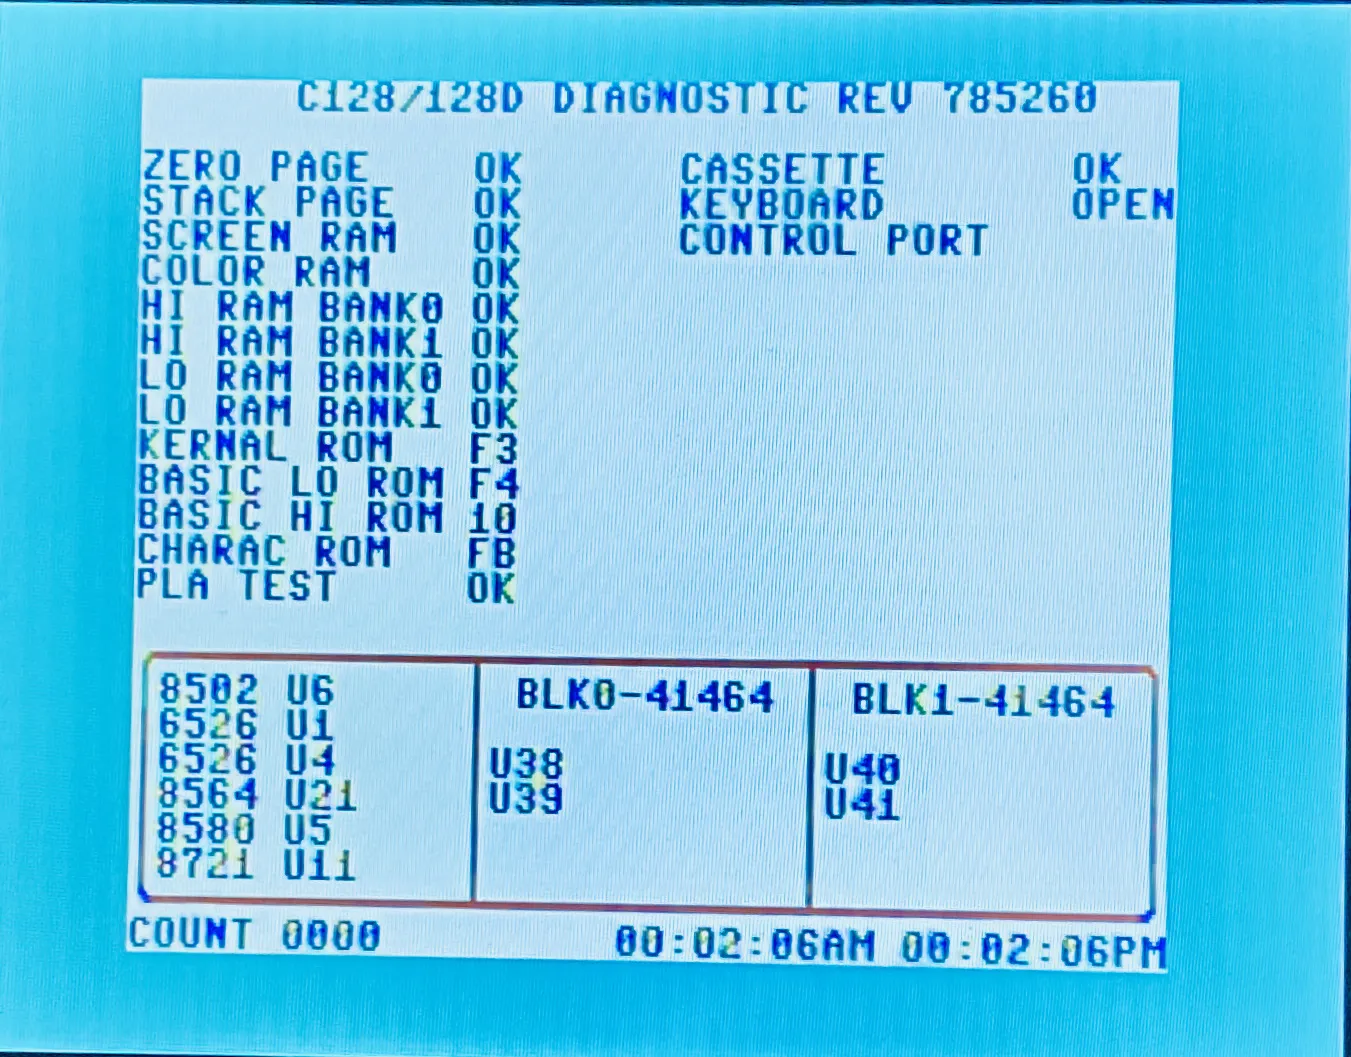 C128/128D DIAGNOSTIC REV 785260
ZERO PAGE OK
STACK PAGE OK
SCREEN RAM OK
COLOR RAM OK
HI RAM BANK0 OK
HI RAM BANK1 OK
LO RAM BANK0 OK
LO RAM BANK1 OK
KERNAL ROM F3
BASIC LO ROM F4
BASIC HI ROM 10
CHARAC ROM FB
PLA TEST OK
CASSETTE OK
KEYBOARD OPEN
CONTROL PORT
8502 U6
6526 U1
6526 U4
8564 U21
8580 U5
8721 U11
BLK0-41464
U38
U39
BLK1-41464
U40
U41
COUNT 0000
00:02:06AM 00:02:06PM